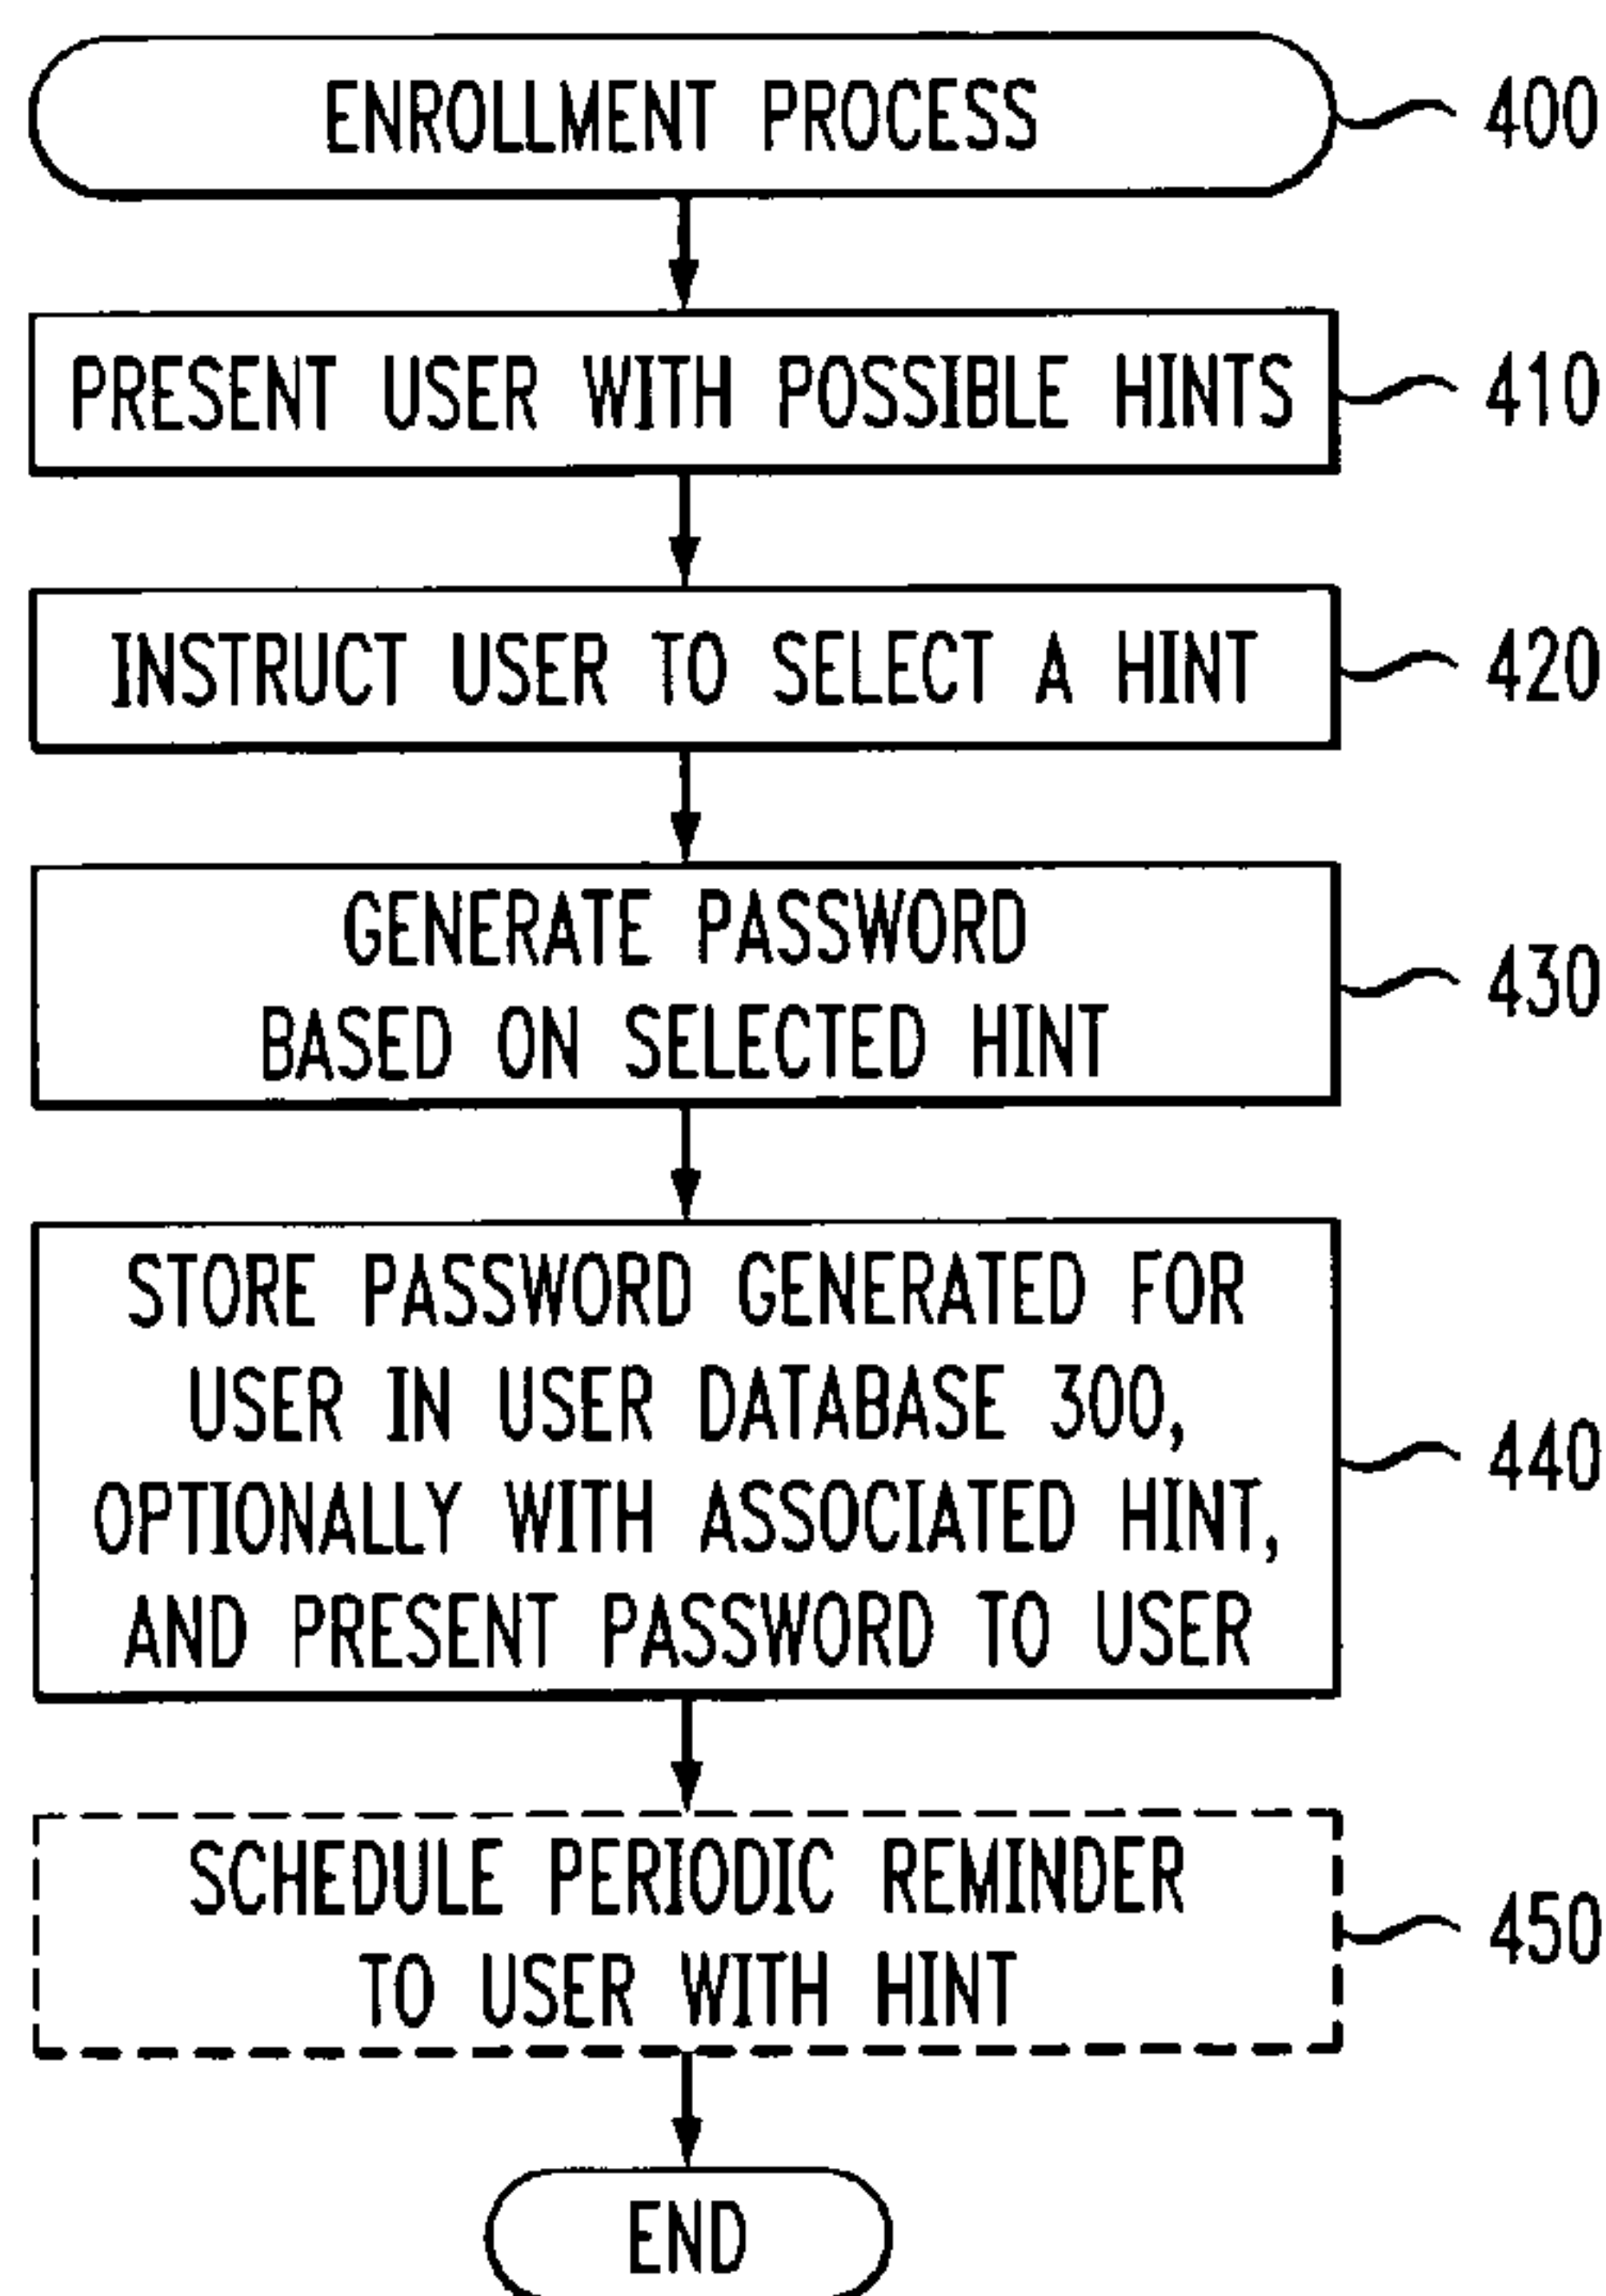 ENROLLMENT PROCESS
400
PRESENT USER WITH POSSIBLE HINTS
410
INSTRUCT USER TO SELECT A HINT
420
GENERATE PASSWORD
BASED ON SELECTED HINT
430
STORE PASSWORD GENERATED FOR
USER IN USER DATABASE 300,
OPTIONALLY WITH ASSOCIATED HINT,
AND PRESENT PASSWORD TO USER
440
SCHEDULE PERIODIC REMINDER
TO USER WITH HINT
450
END